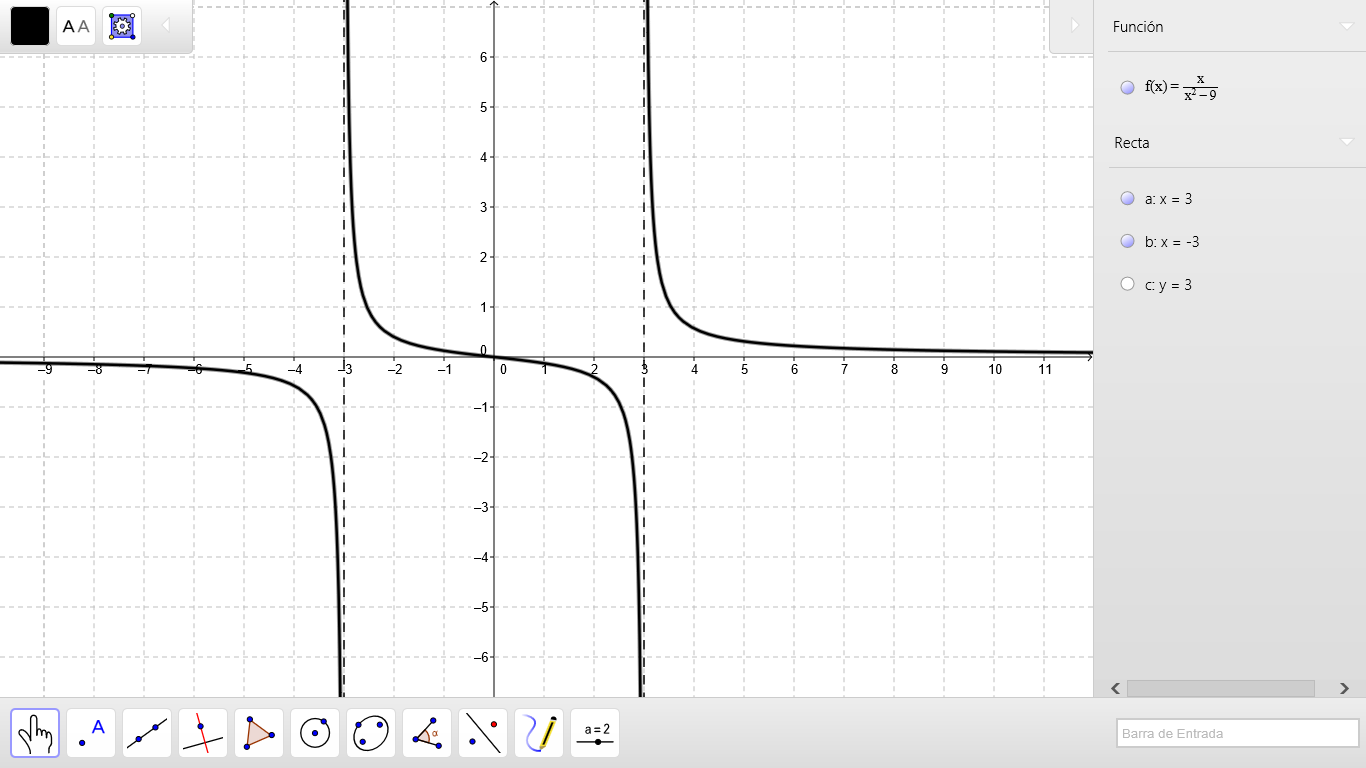 AA
Función
f(x) = x / x² − 9
Recta
a: x = 3
b: x = -3
c: y = 3
6
5
4
3
2
1
0
−9 −8 −7 −6 −5 −4 −3 −2 −1 0 1 2 3 4 5 6 7 8 9 10 11
−1
−2
−3
−4
−5
−6
A
α
a = 2
Barra de Entrada